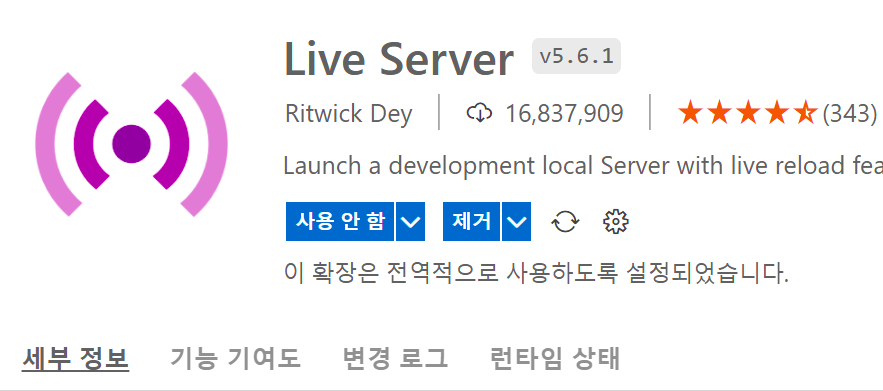 Live Server v5.6.1
Ritwick Dey 16,837,909 (343)
Launch a development local Server with live reload
사용 안 함 제거
이 확장은 전역적으로 사용하도록 설정되었습니다.
세부 정보 기능 기여도 변경 로그 런타임 상태